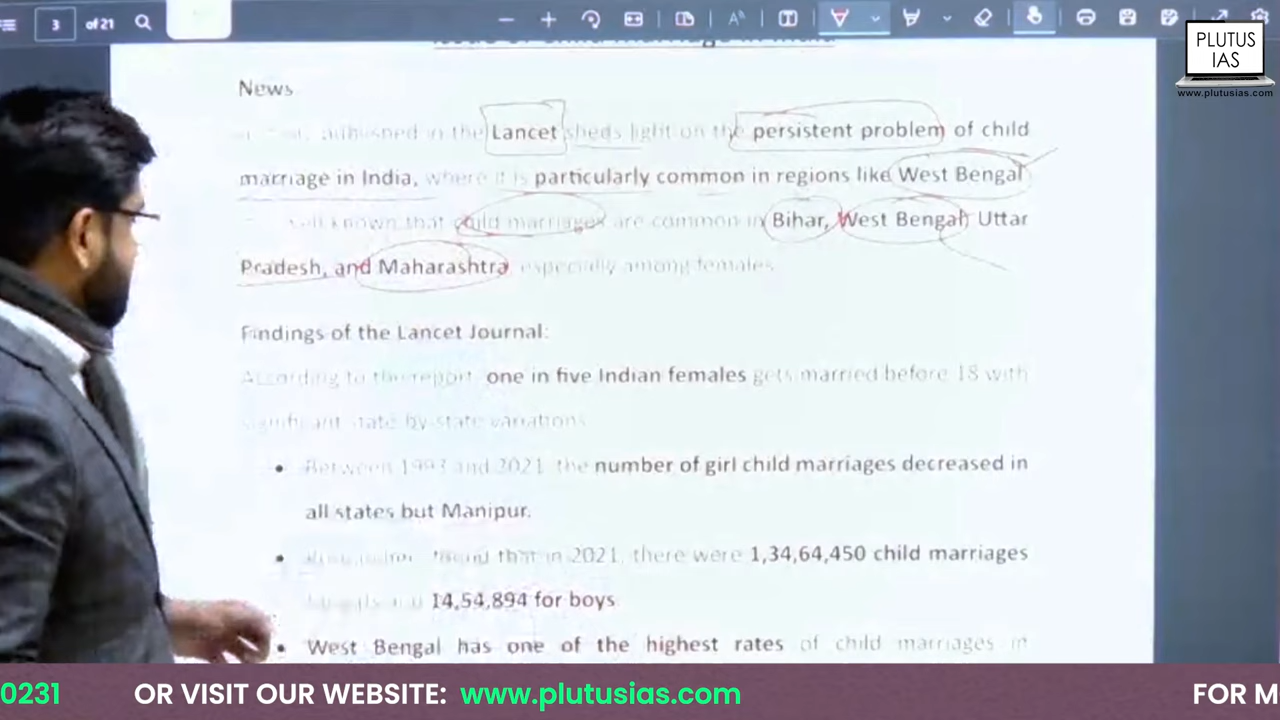 3 of 21
PLUTUS
IAS
www.plutusias.com
News
in the Lancet sheds light on the persistent problem of child
marriage in India, where it is particularly common in regions like West Bengal
known that child marriages are common in Bihar, West Bengal, Uttar
Pradesh, and Maharashtra especially among females.
Findings of the Lancet Journal:
According to the report, one in five Indian females gets married before 18 with
significant state-by-state variations.
Between 1993 and 2021, the number of girl child marriages decreased in
all states but Manipur.
found that in 2021, there were 1,34,64,450 child marriages
14,54,894 for boys
West Bengal has one of the highest rates of child marriages in
0231 OR VISIT OUR WEBSITE: www.plutusias.com FOR M